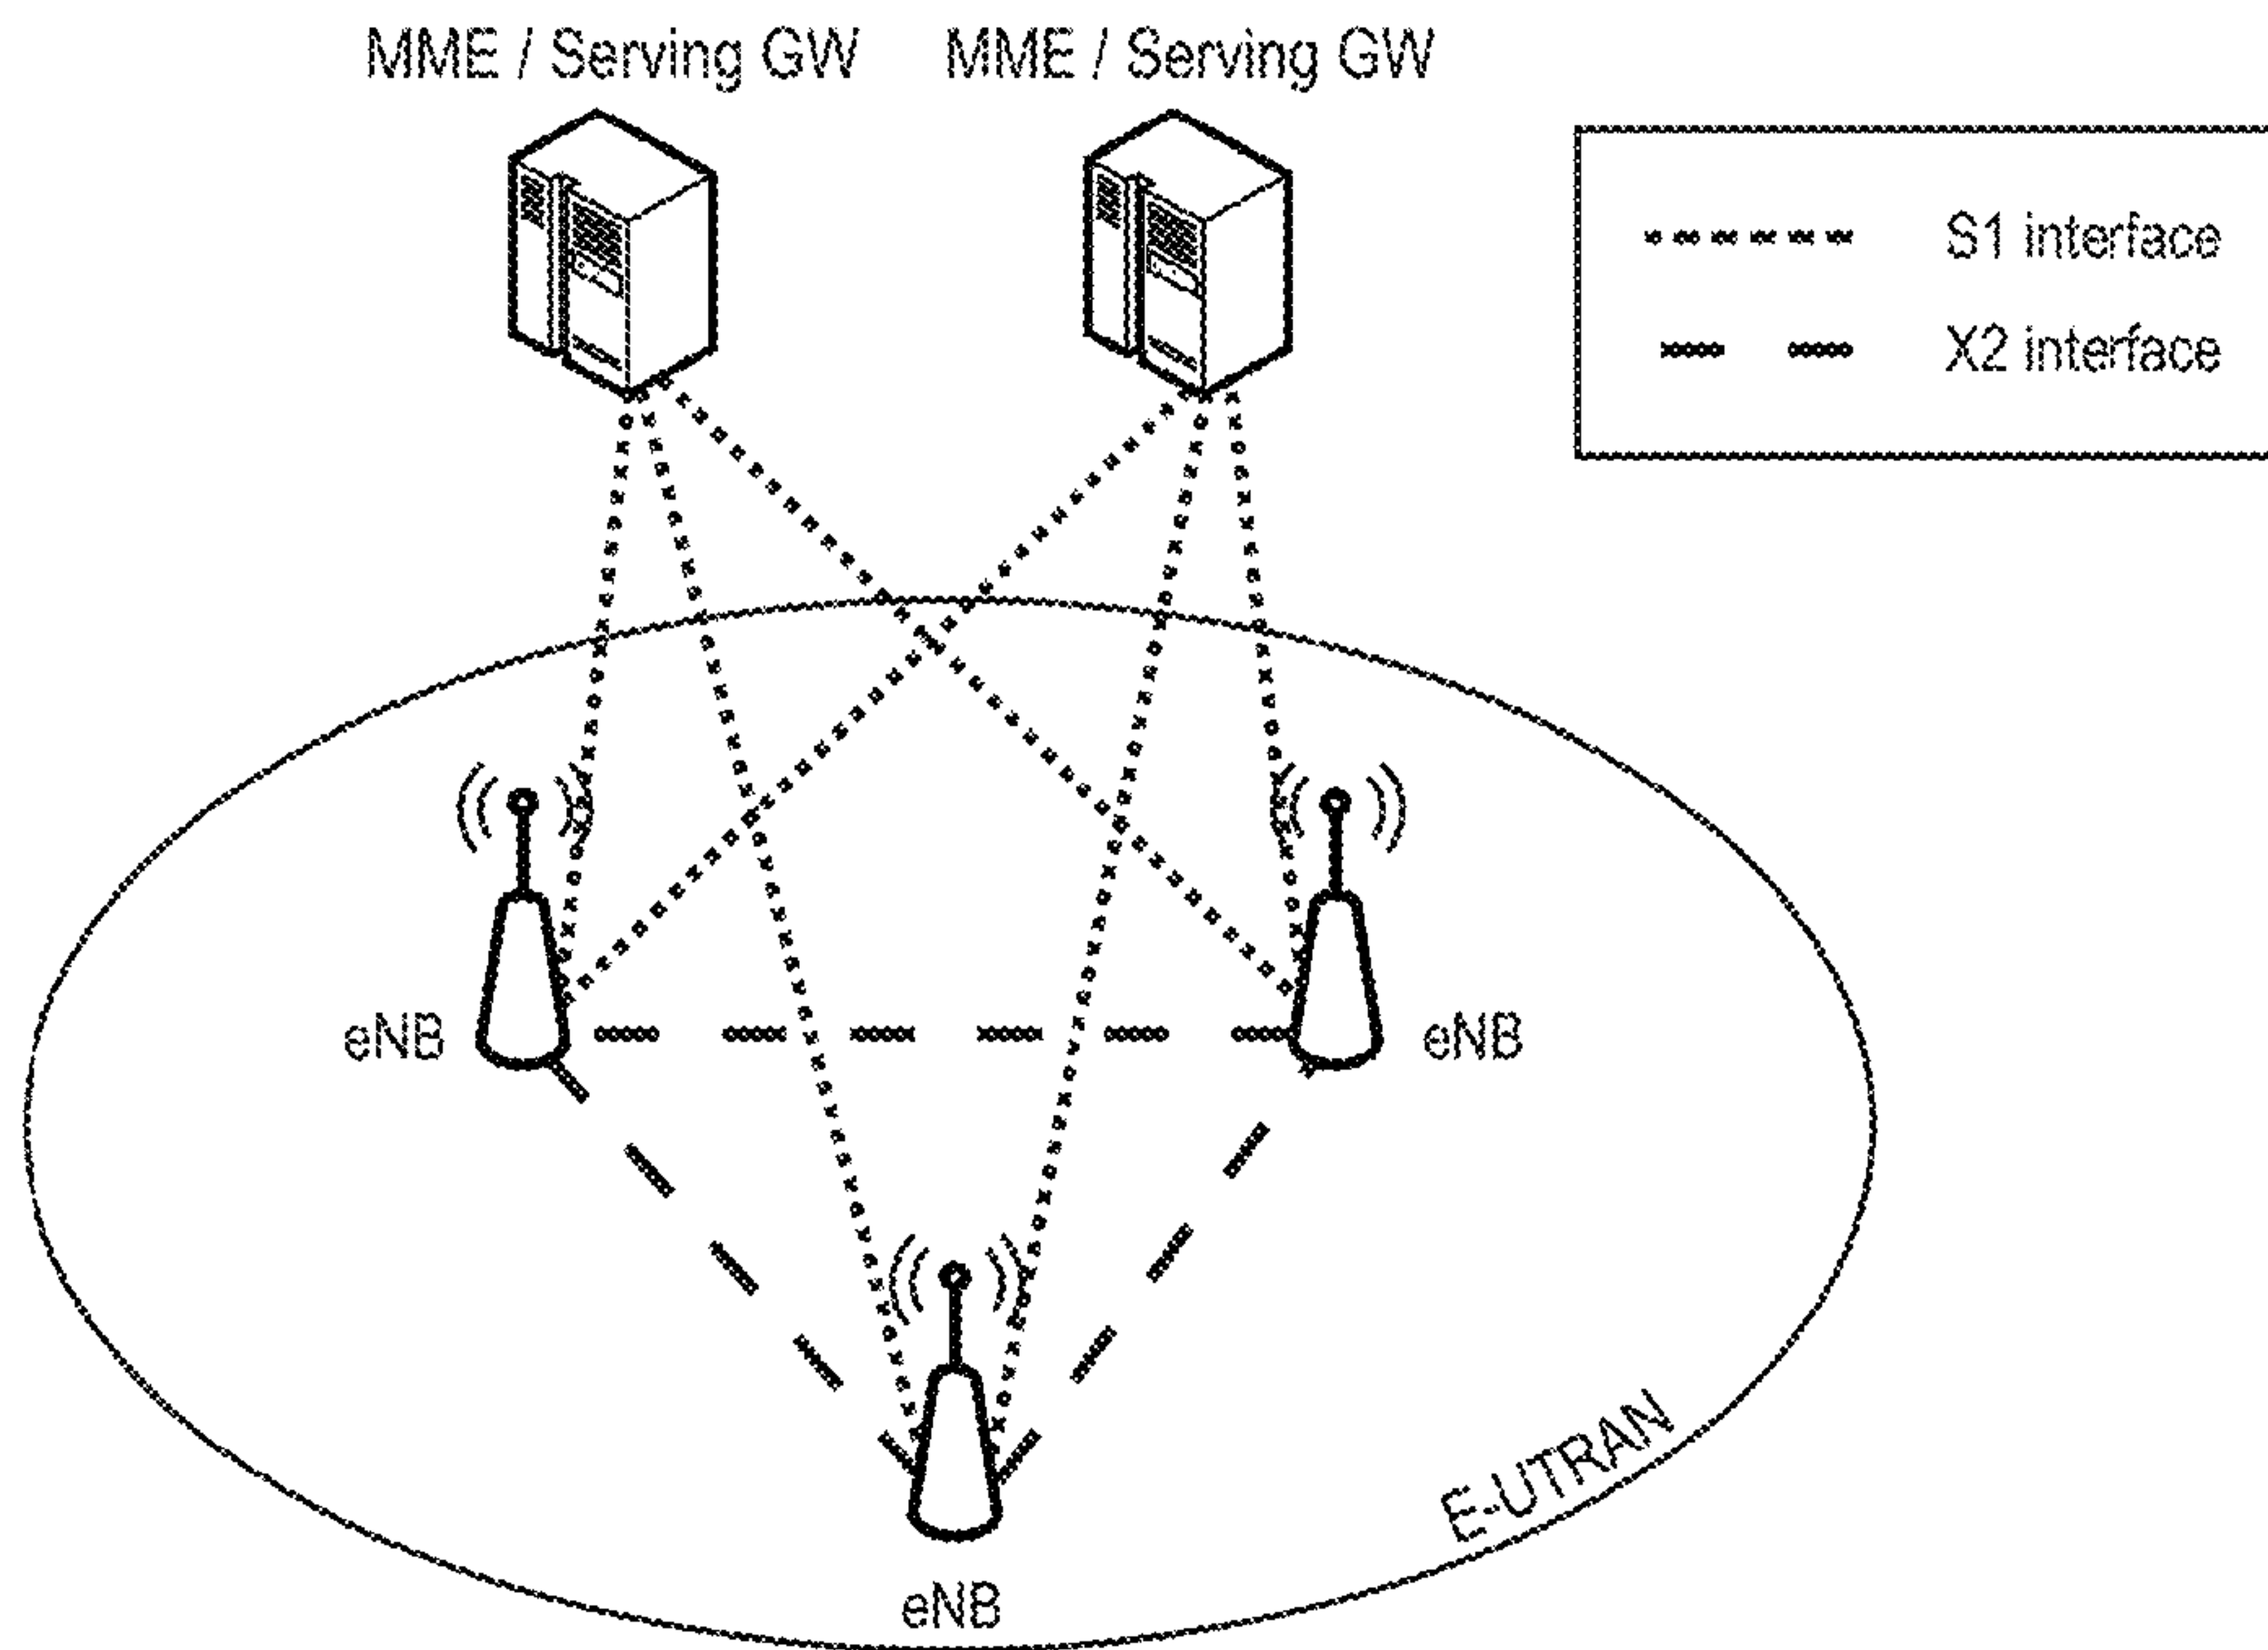 MME / Serving GW
MME / Serving GW
S1 interface
X2 interface
eNB
eNB
E-UTRAN
eNB